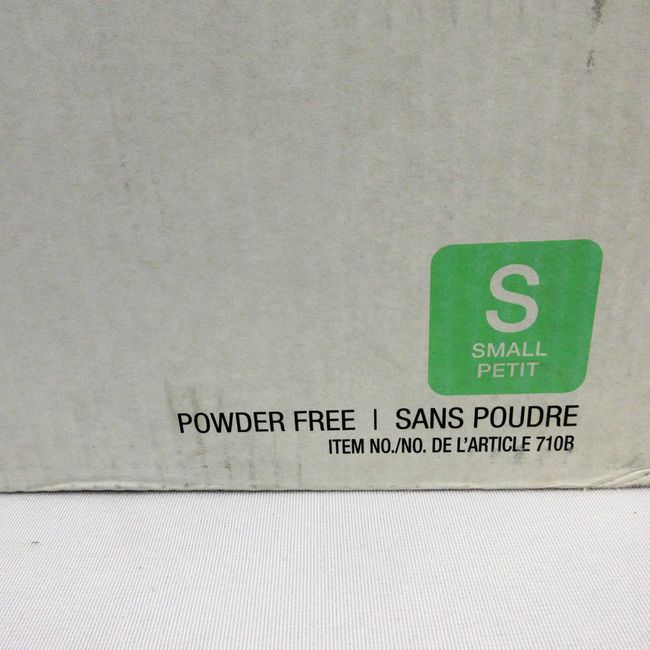 S
SMALL
PETIT
POWDER FREE | SANS POUDRE
ITEM NO./NO. DE L'ARTICLE 710B